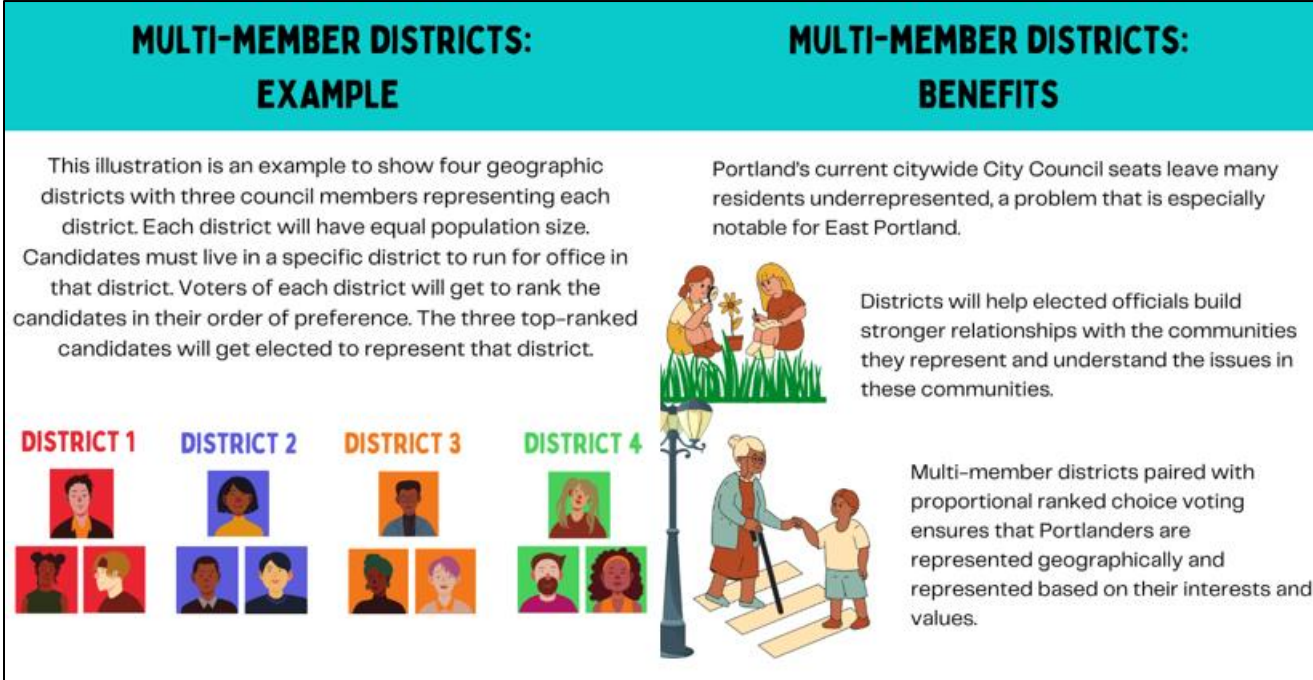 MULTI-MEMBER DISTRICTS:
EXAMPLE
This illustration is an example to show four geographic
districts with three council members representing each
district. Each district will have equal population size.
Candidates must live in a specific district to run for office in
that district. Voters of each district will get to rank the
candidates in their order of preference. The three top-ranked
candidates will get elected to represent that district.
DISTRICT 1
DISTRICT 2
DISTRICT 3
DISTRICT 4
MULTI-MEMBER DISTRICTS:
BENEFITS
Portland's current citywide City Council seats leave many
residents underrepresented, a problem that is especially
notable for East Portland.
Districts will help elected officials build
stronger relationships with the communities
they represent and understand the issues in
these communities.
Multi-member districts paired with
proportional ranked choice voting
ensures that Portlanders are
represented geographically and
represented based on their interests and
values.